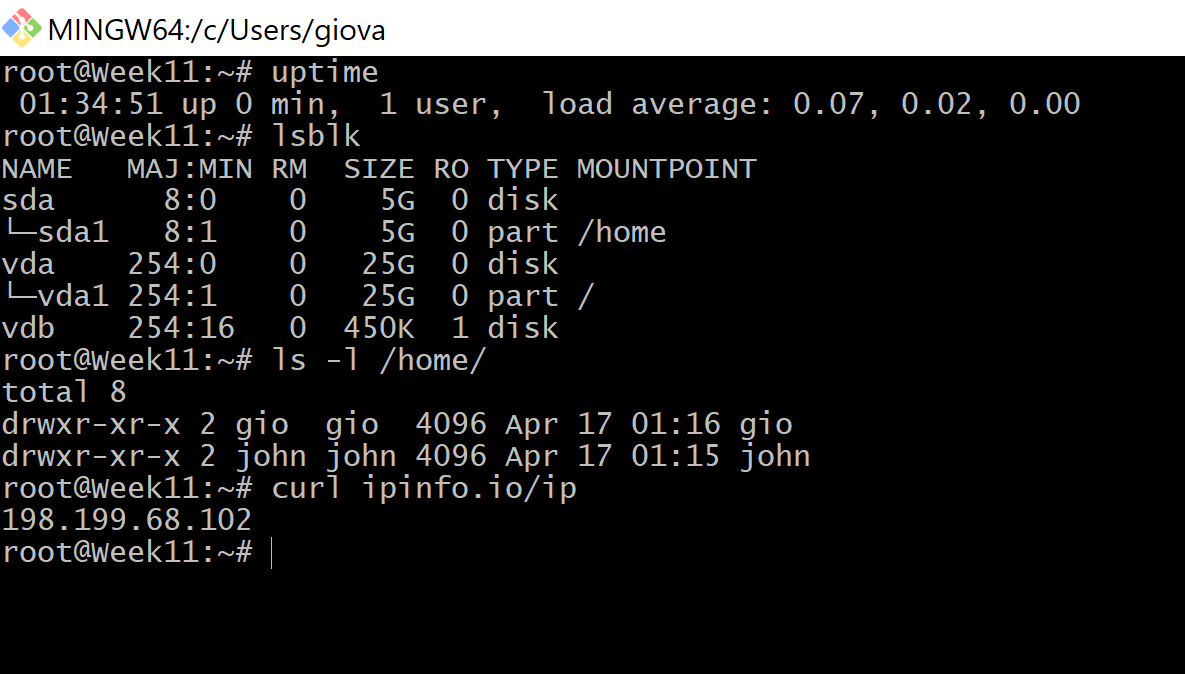 MINGW64:/c/Users/giova
root@Week11:~# uptime
 01:34:51 up 0 min,  1 user,  load average: 0.07, 0.02, 0.00
root@Week11:~# lsblk
NAME   MAJ:MIN RM  SIZE RO TYPE MOUNTPOINT
sda      8:0    0    5G  0 disk
└─sda1   8:1    0    5G  0 part /home
vda    254:0    0   25G  0 disk
└─vda1 254:1    0   25G  0 part /
vdb    254:16   0  450K  1 disk
root@Week11:~# ls -l /home/
total 8
drwxr-xr-x 2 gio  gio  4096 Apr 17 01:16 gio
drwxr-xr-x 2 john john 4096 Apr 17 01:15 john
root@Week11:~# curl ipinfo.io/ip
198.199.68.102
root@Week11:~#